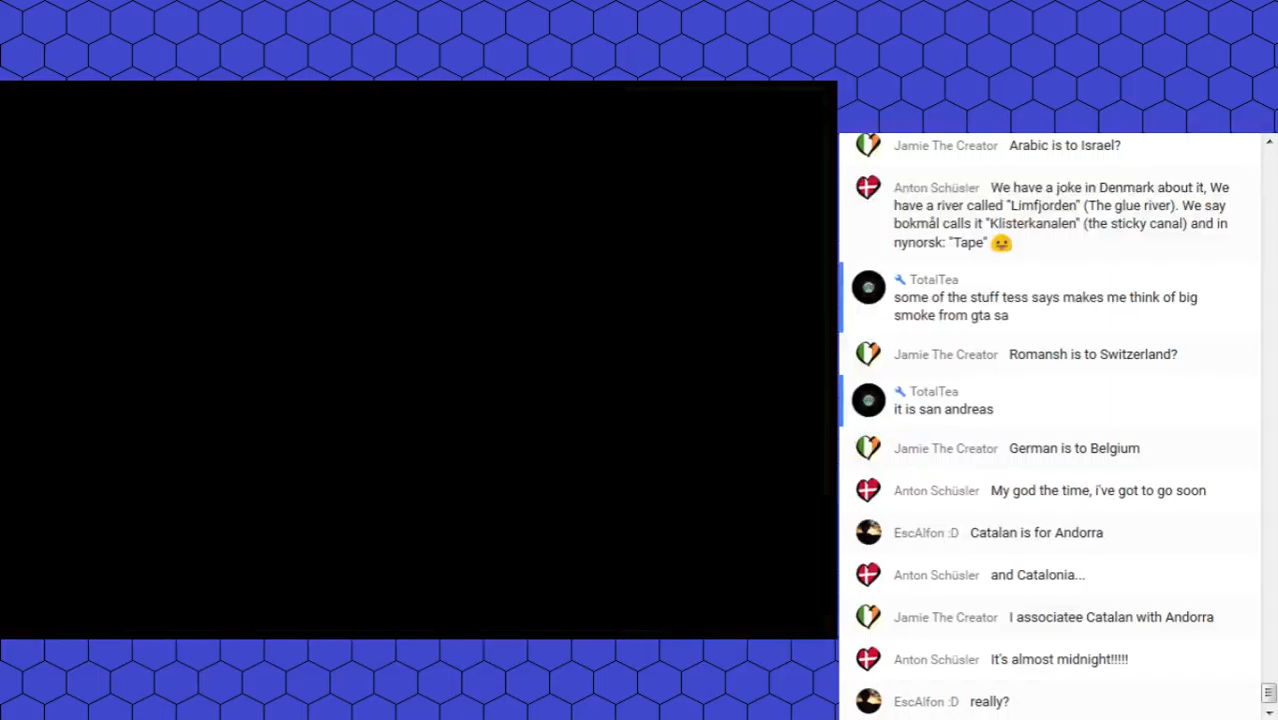 Jamie The Creator Arabic is to Israel?
Anton Schüsler We have a joke in Denmark about it, We
have a river called "Limfjorden" (The glue river). We say
bokmål calls it "Klisterkanalen" (the sticky canal) and in
nynorsk: "Tape"
TotalTea
some of the stuff tess says makes me think of big
smoke from gta sa
Jamie The Creator Romansh is to Switzerland?
TotalTea
it is san andreas
Jamie The Creator German is to Belgium
Anton Schüsler My god the time, i've got to go soon
EscAlfon :D Catalan is for Andorra
Anton Schüsler and Catalonia...
Jamie The Creator I associatee Catalan with Andorra
Anton Schüsler It's almost midnight!!!!!
EscAlfon :D really?